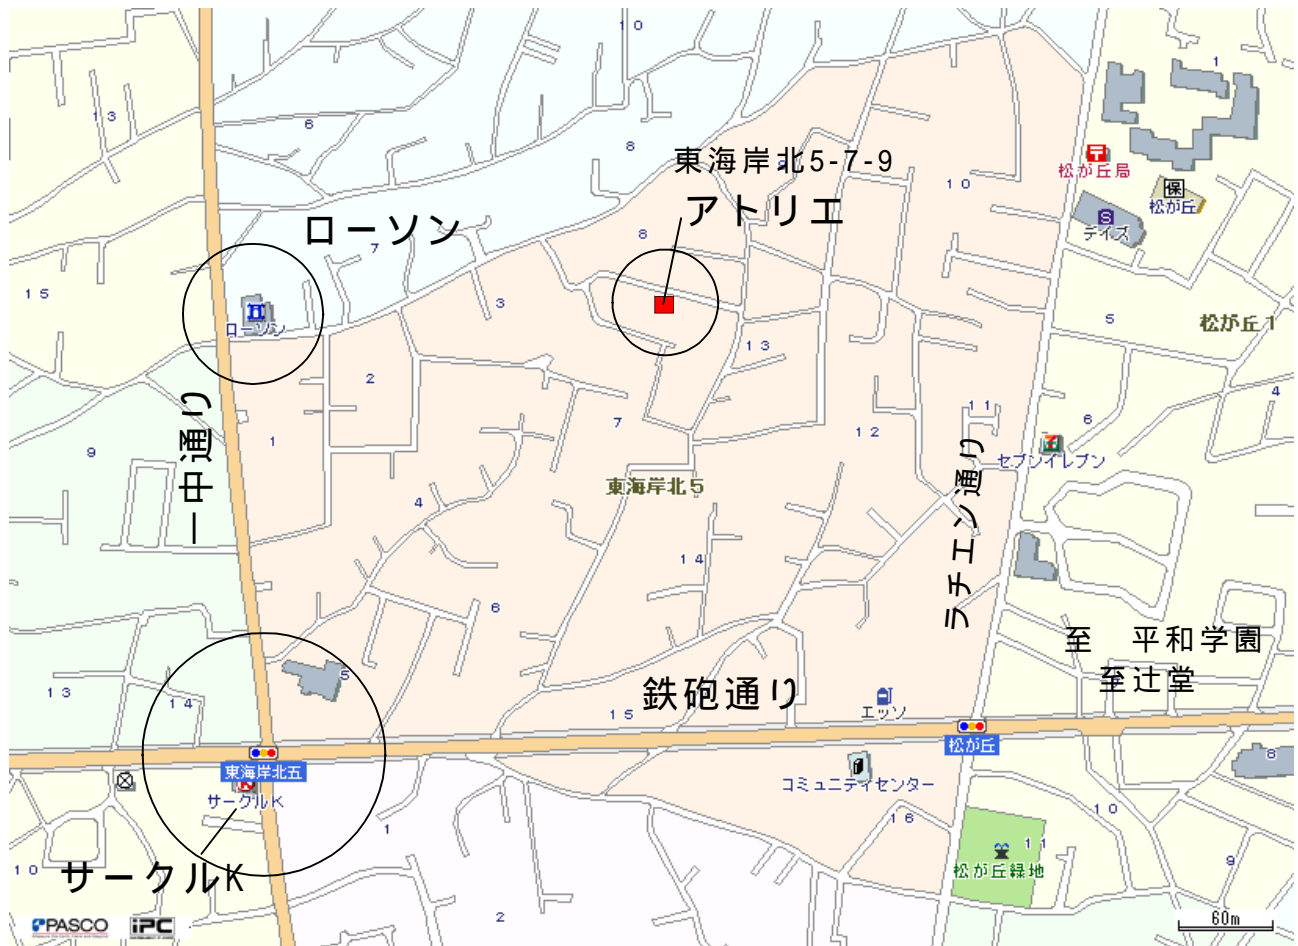 10
1
13
6
8
東海岸北5-7-9
松が丘局
10
保
松が丘
アトリエ
S
デイズ
ローソン
7
8
15
3
5
松が丘1
ローソン
13
2
4
一中通り
11
6
1
7
12
9
セブンイレブン
東海岸北5
4
ラチエン通り
14
6
至 平和学園
至辻堂
5
13
14
鉄砲通り
15
エッソ
松が丘
8
東海岸北五
サークルK
コミュニティセンター
10
1
16
11
9
10
サークルK
松が丘緑地
2
PASCO
iPC
60m